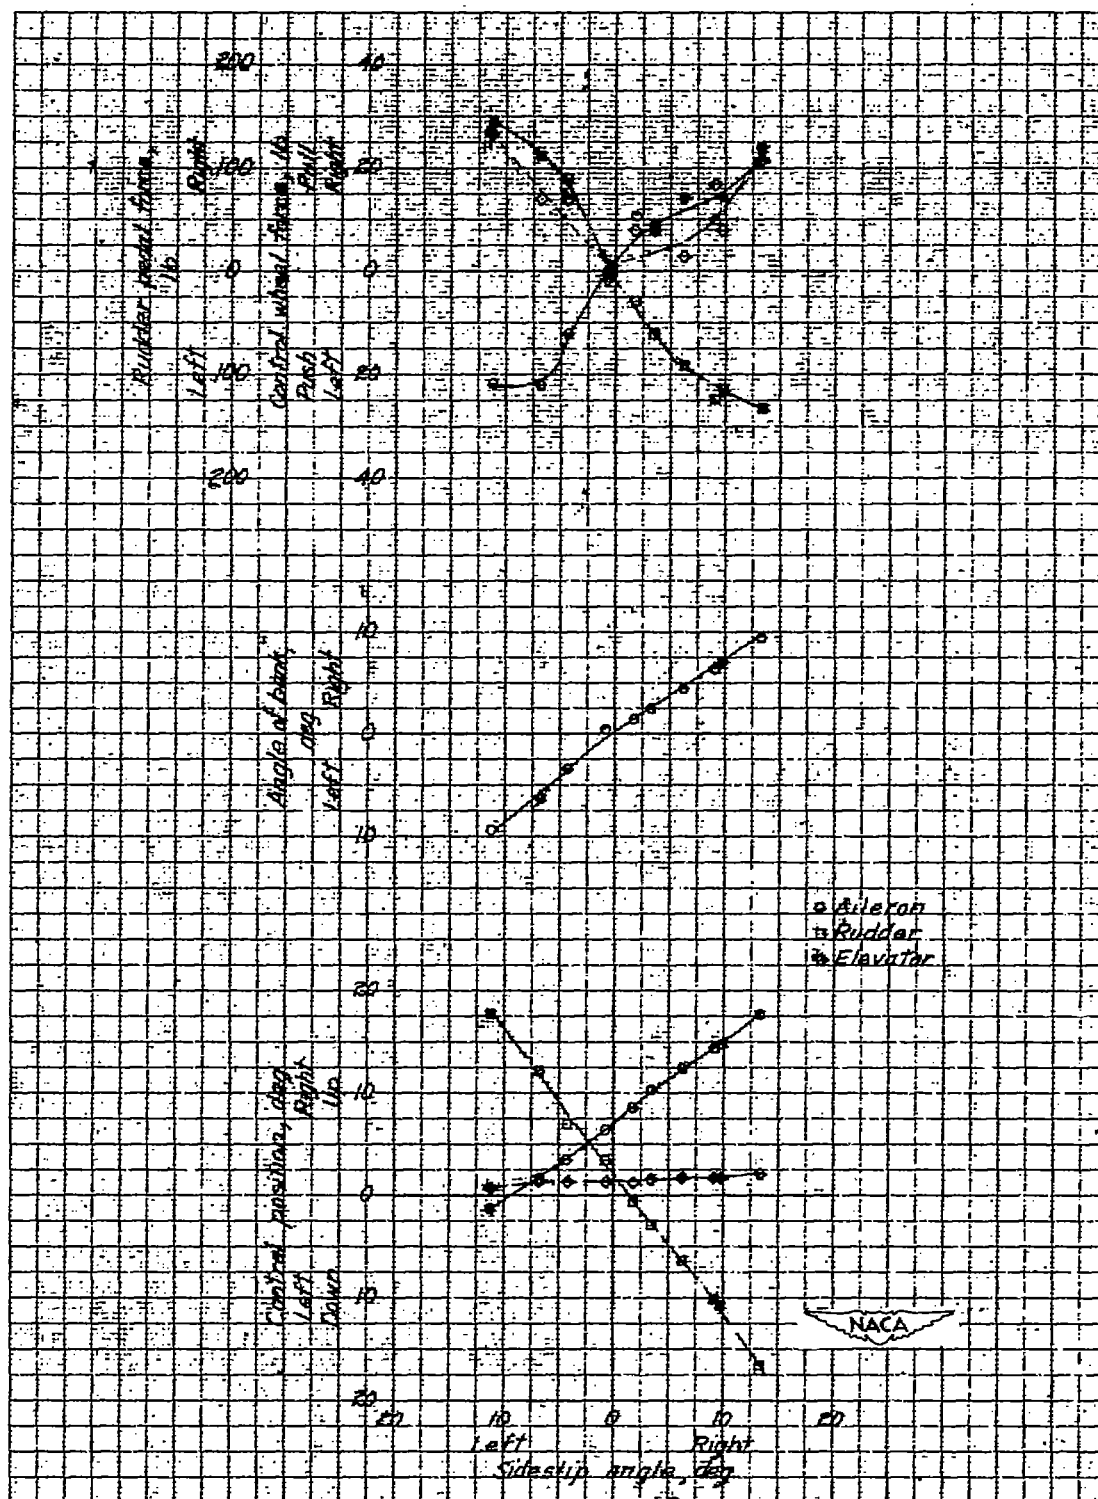 200
40
100
20
0
0
100
20
200
40
Rudder pedal force,
lb
Right
Left
Control wheel force, lb
Pull
Right
Push
Left
10
0
10
Angle of bank,
deg
Right
Left
Aileron
Rudder
Elevator
20
10
0
10
20
Control position, deg
Right
Up
Left
Down
NACA
20 10 0 10 20
Left Right
Sideslip angle, deg